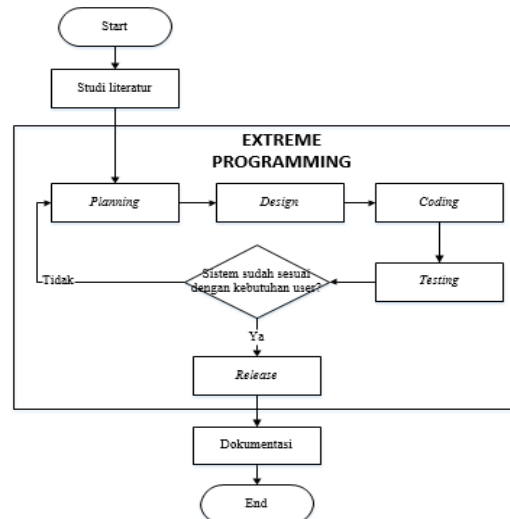 Start
Studi literatur
EXTREME
PROGRAMMING
Planning
Design
Coding
Testing
Sistem sudah sesuai
dengan kebutuhan user?
Tidak
Ya
Release
Dokumentasi
End